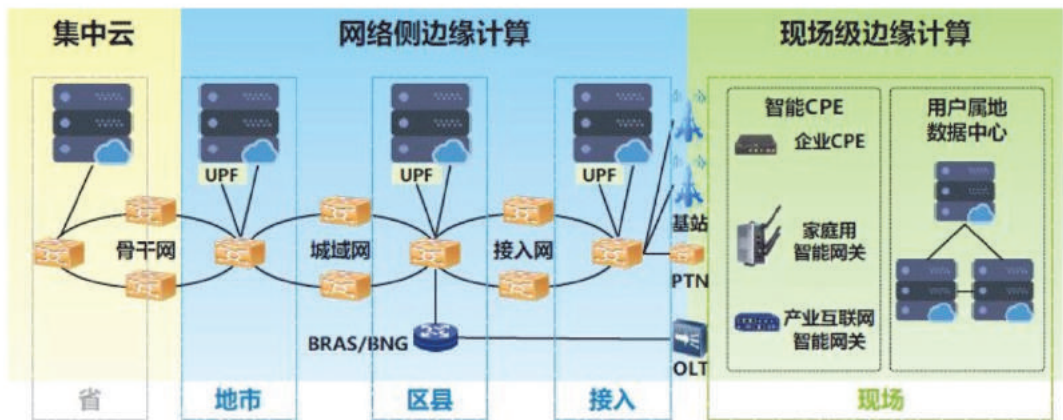 集中云
网络侧边缘计算
现场级边缘计算
智能CPE
企业CPE
家庭用
智能网关
产业互联网
智能网关
用户属地
数据中心
UPF
UPF
UPF
基站
骨干网
城域网
接入网
PTN
BRAS/BNG
OLT
省
地市
区县
接入
现场